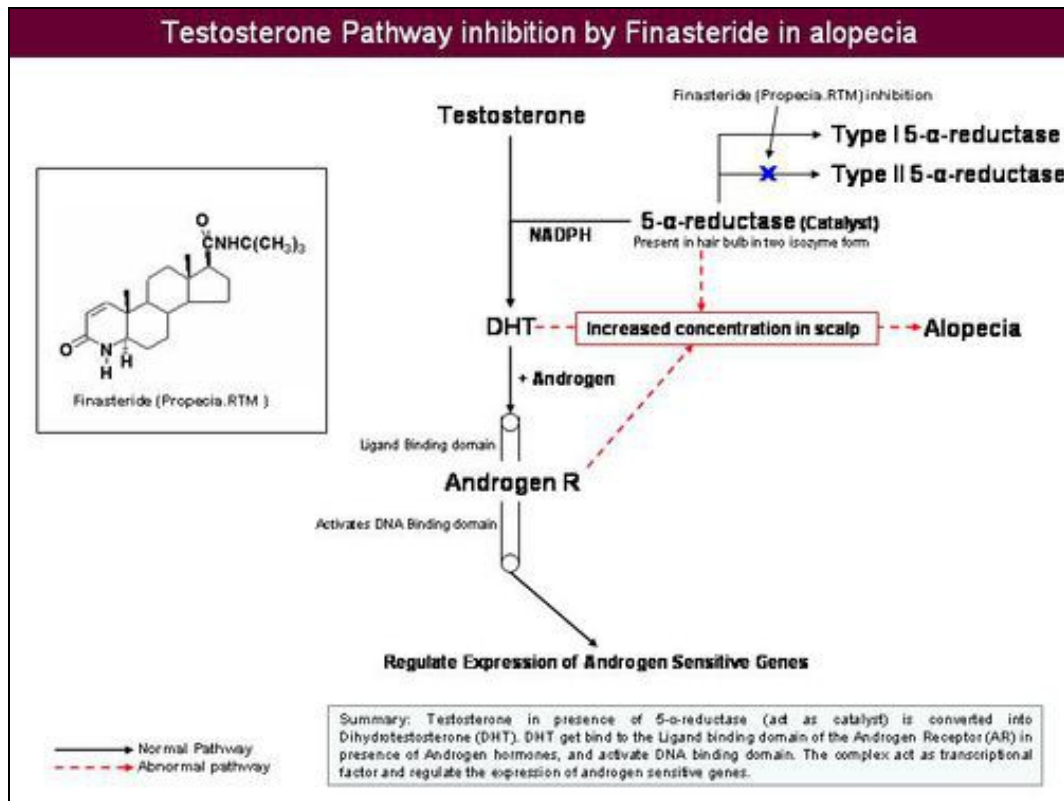 Testosterone Pathway inhibition by Finasteride in alopecia
Finasteride (Propecia.RTM) inhibition
Testosterone
Type I 5-α-reductase
Type II 5-α-reductase
5-α-reductase (Catalyst)
NADPH
Present in hair bulb in two isozyme form
O
CNHC(CH3)3
O
N
H
H
Finasteride (Propecia.RTM )
DHT
Increased concentration in scalp
Alopecia
+ Androgen
Ligand Binding domain
Androgen R
Activates DNA Binding domain
Regulate Expression of Androgen Sensitive Genes
Summary: Testosterone in presence of 5-α-reductase (act as catalyst) is converted into
Dihydrotestosterone (DHT). DHT get bind to the Ligand binding domain of the Androgen Receptor (AR) in
presence of Androgen hormones, and activate DNA binding domain. The complex act as transcriptional
factor and regulate the expression of androgen sensitive genes.
Normal Pathway
Abnormal pathway